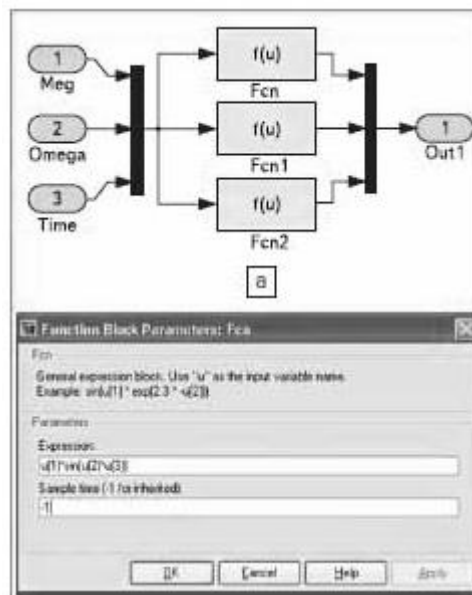 1
Meg
2
Omega
3
Time
f(u)
Fcn
f(u)
Fcn1
f(u)
Fcn2
1
Out1
a
Function Block Parameters: Fcn
Fcn
General expression block. Use "u" as the input variable name.
Example: sin(u[1] * exp(2.3 * -u[2]))
Parameters
Expression:
u[1]*sin(u[2]*u[3])
Sample time (-1 for inherited):
-1
OK
Cancel
Help
Apply